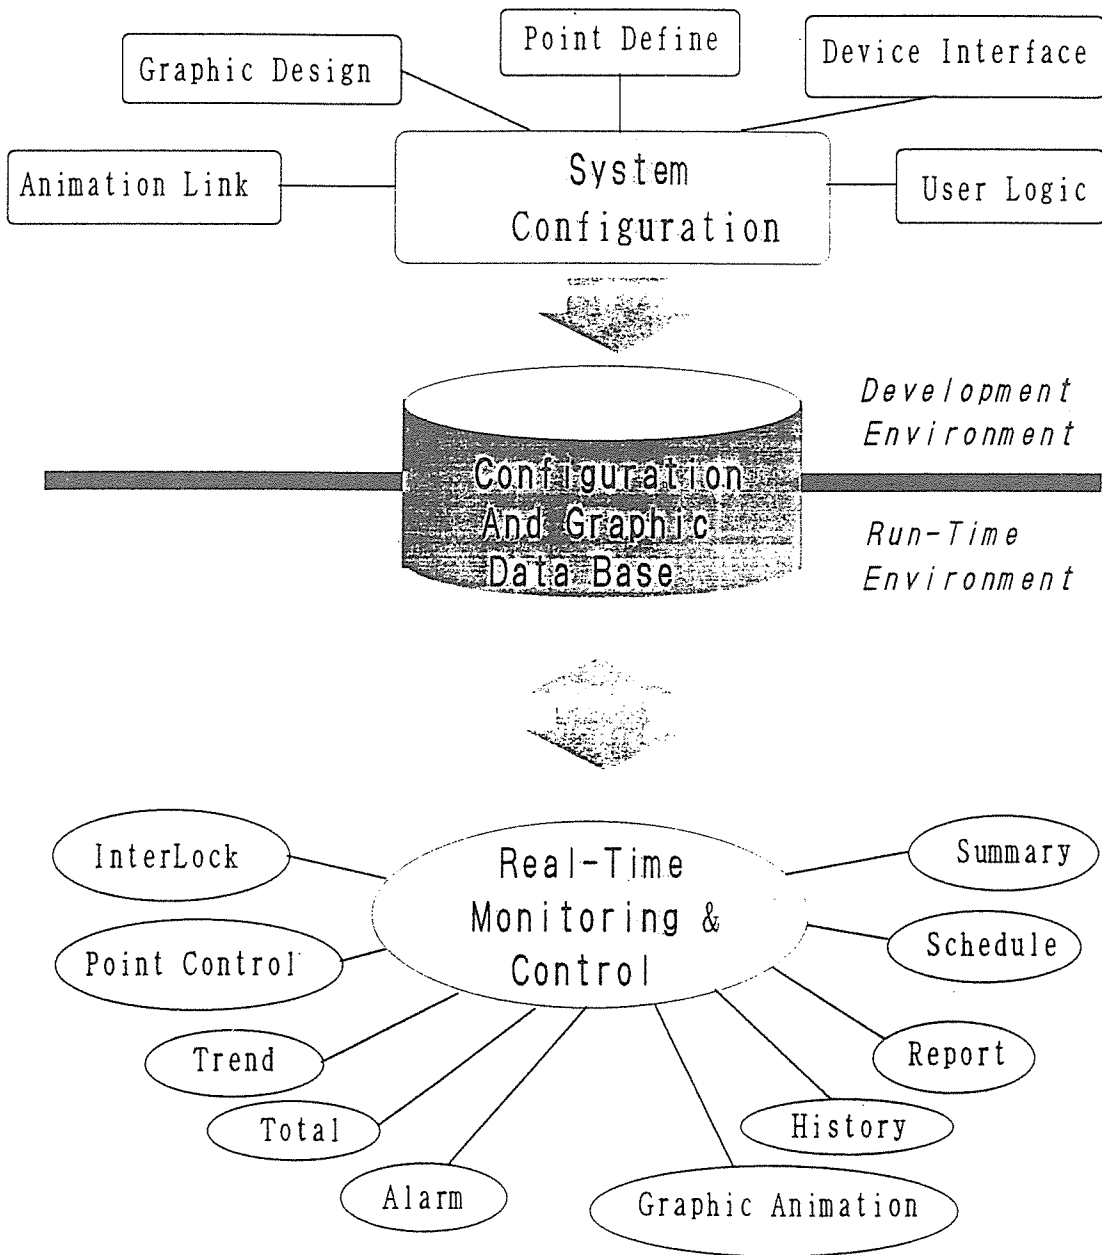 Point Define
Device Interface
Graphic Design
Animation Link
System
Configuration
User Logic
Development
Environment
Configuration
And Graphic
Data Base
Run-Time
Environment
InterLock
Real-Time
Monitoring &
Control
Summary
Point Control
Schedule
Trend
Report
Total
History
Alarm
Graphic Animation